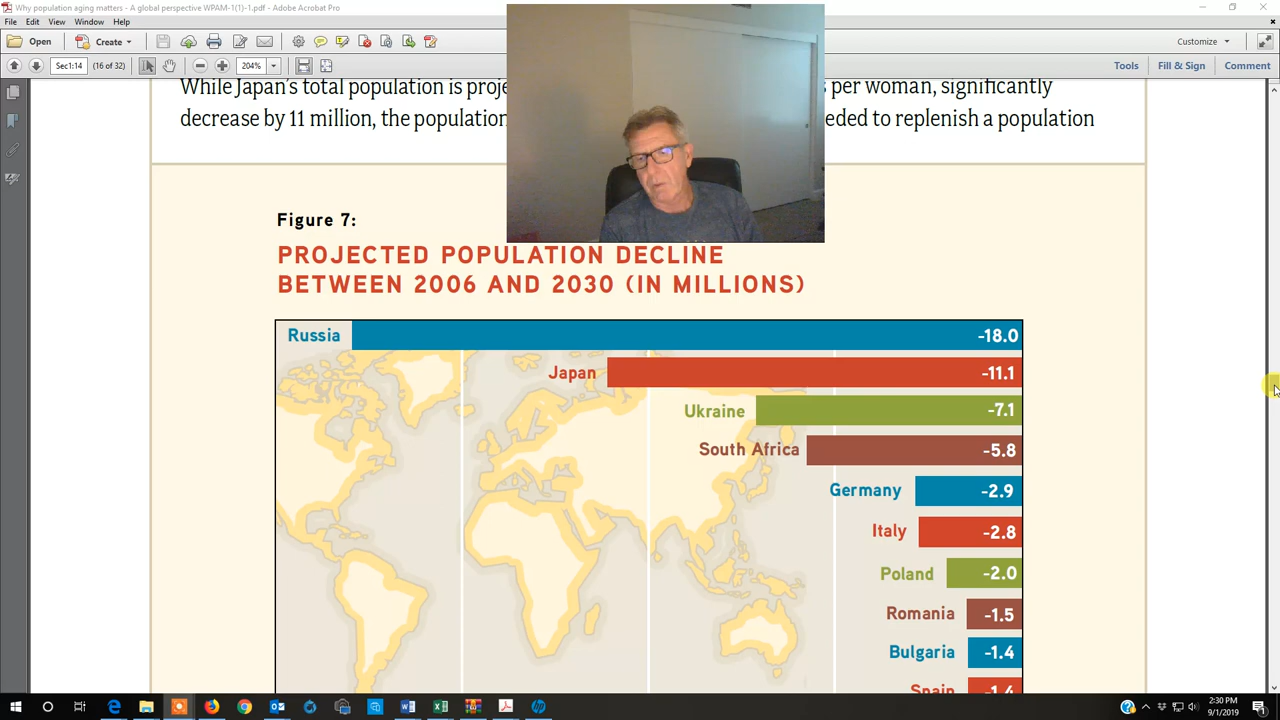 Why population aging matters - A global perspective WPAM-1(1)-1.pdf - Adobe Acrobat Pro
File Edit View Window Help
Open Create Customize
Sec1:14 (16 of 32) 204% Tools Fill & Sign Comment
While Japan's total population is proje per woman, significantly
decrease by 11 million, the population eded to replenish a population
Figure 7:
PROJECTED POPULATION DECLINE
BETWEEN 2006 AND 2030 (IN MILLIONS)
Russia -18.0
Japan -11.1
Ukraine -7.1
South Africa -5.8
Germany -2.9
Italy -2.8
Poland -2.0
Romania -1.5
Bulgaria -1.4
Spain -1.4
2:30 PM
9/1/2019